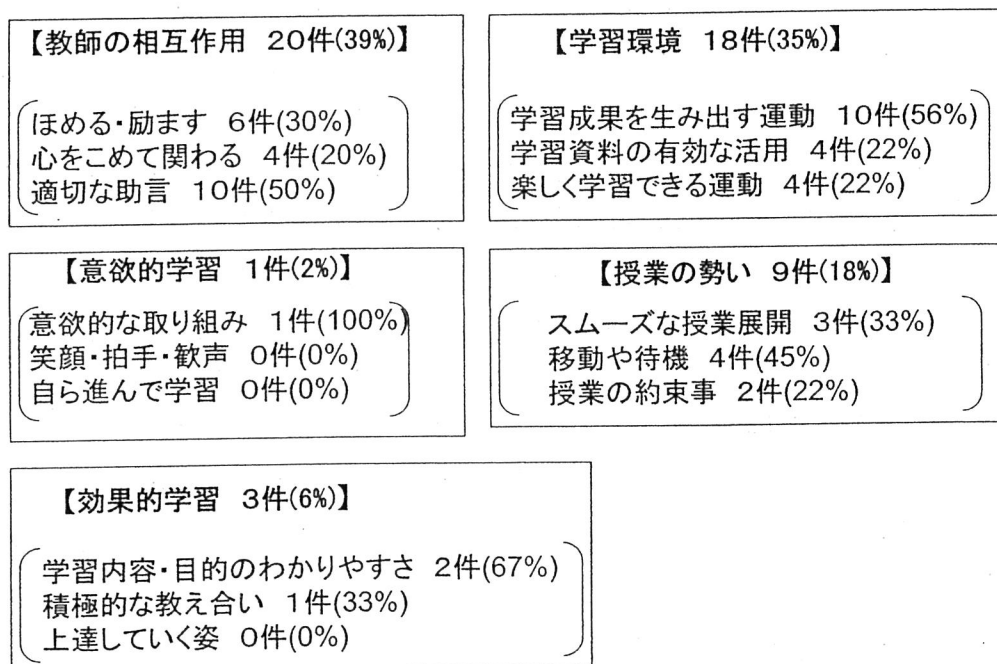 【教師の相互作用 20件(39%)】
ほめる・励ます 6件(30%)
心をこめて関わる 4件(20%)
適切な助言 10件(50%)
【学習環境 18件(35%)】
学習成果を生み出す運動 10件(56%)
学習資料の有効な活用 4件(22%)
楽しく学習できる運動 4件(22%)
【意欲的学習 1件(2%)】
意欲的な取り組み 1件(100%)
笑顔・拍手・歓声 0件(0%)
自ら進んで学習 0件(0%)
【授業の勢い 9件(18%)】
スムーズな授業展開 3件(33%)
移動や待機 4件(45%)
授業の約束事 2件(22%)
【効果的学習 3件(6%)】
学習内容・目的のわかりやすさ 2件(67%)
積極的な教え合い 1件(33%)
上達していく姿 0件(0%)